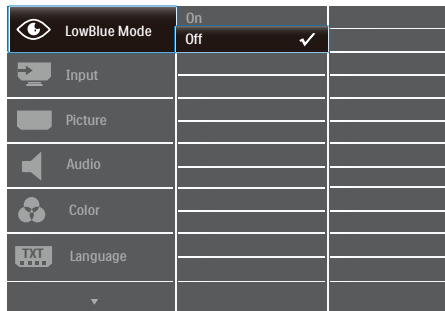 LowBlue Mode
On
Off
Input
Picture
Audio
Color
TXT
Language